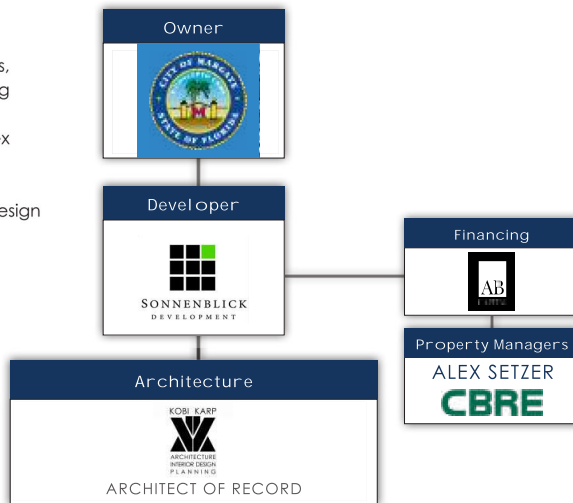 s,
g
x
esign
Owner
CITY OF MARGATE
STATE OF FLORIDA
Developer
SONNENBLICK
DEVELOPMENT
Financing
AB
Property Managers
ALEX SETZER
CBRE
Architecture
KOBI KARP
ARCHITECTURE
INTERIOR DESIGN
PLANNING
ARCHITECT OF RECORD